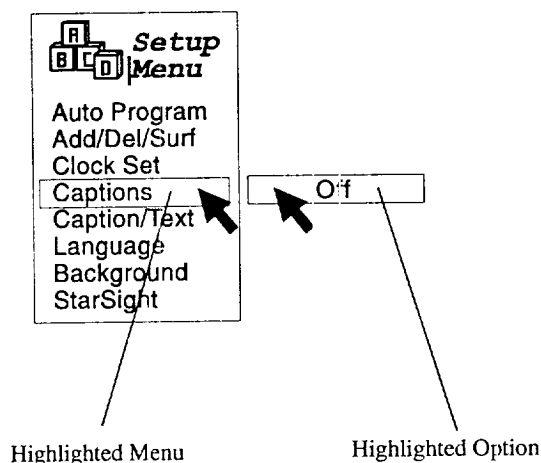 A
B C D
Setup
Menu
Auto Program
Add/Del/Surf
Clock Set
Captions
Off
Caption/Text
Language
Background
StarSight
Highlighted Menu
Highlighted Option